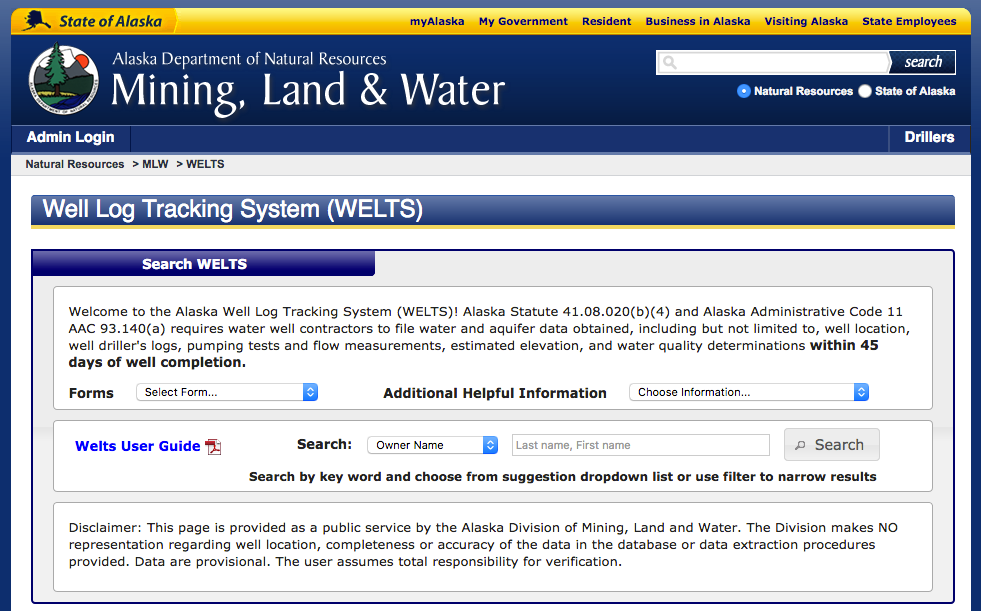 State of Alaska
myAlaska My Government Resident Business in Alaska Visiting Alaska State Employees
Alaska Department of Natural Resources
Mining, Land & Water
search
Natural Resources State of Alaska
Admin Login Drillers
Natural Resources > MLW > WELTS
Well Log Tracking System (WELTS)
Search WELTS
Welcome to the Alaska Well Log Tracking System (WELTS)! Alaska Statute 41.08.020(b)(4) and Alaska Administrative Code 11
AAC 93.140(a) requires water well contractors to file water and aquifer data obtained, including but not limited to, well location,
well driller's logs, pumping tests and flow measurements, estimated elevation, and water quality determinations within 45
days of well completion.
Forms Select Form... Additional Helpful Information Choose Information...
Welts User Guide Search: Owner Name Last name, First name Search
Search by key word and choose from suggestion dropdown list or use filter to narrow results
Disclaimer: This page is provided as a public service by the Alaska Division of Mining, Land and Water. The Division makes NO
representation regarding well location, completeness or accuracy of the data in the database or data extraction procedures
provided. Data are provisional. The user assumes total responsibility for verification.